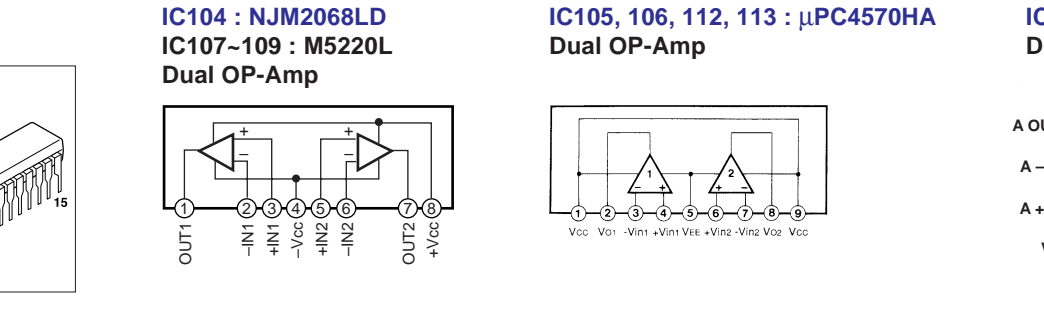 IC104 : NJM2068LD
IC107~109 : M5220L
Dual OP-Amp
+ + 
– –
1 2 3 4 5 6 7 8
OUT1 –IN1 +IN1 –Vcc +IN2 –IN2 OUT2 +Vcc
IC105, 106, 112, 113 : µPC4570HA
Dual OP-Amp
1 2
– + + –
1 2 3 4 5 6 7 8 9
Vcc Vo1 -Vin1 +Vin1 VEE +Vin2 -Vin2 Vo2 Vcc
15
IC
D
A OU
A –
A +
V